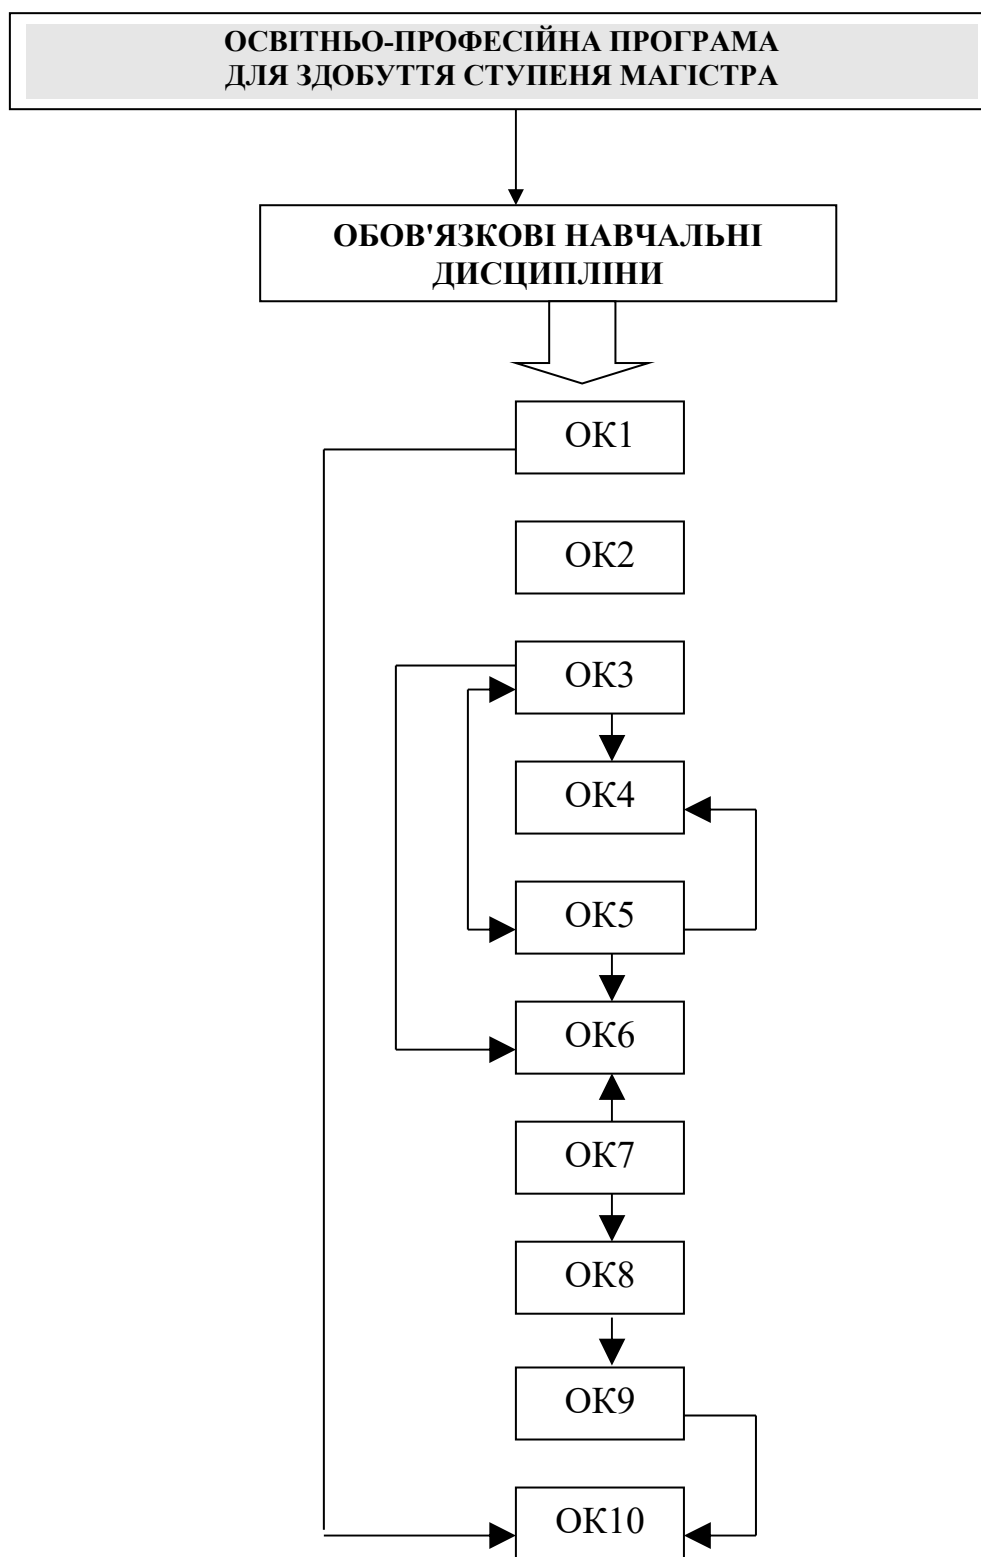 ОСВІТНЬО-ПРОФЕСІЙНА ПРОГРАМА
ДЛЯ ЗДОБУТТЯ СТУПЕНЯ МАГІСТРА
ОБОВ'ЯЗКОВІ НАВЧАЛЬНІ
ДИСЦИПЛІНИ
ОК1
ОК2
ОК3
ОК4
ОК5
ОК6
ОК7
ОК8
ОК9
ОК10